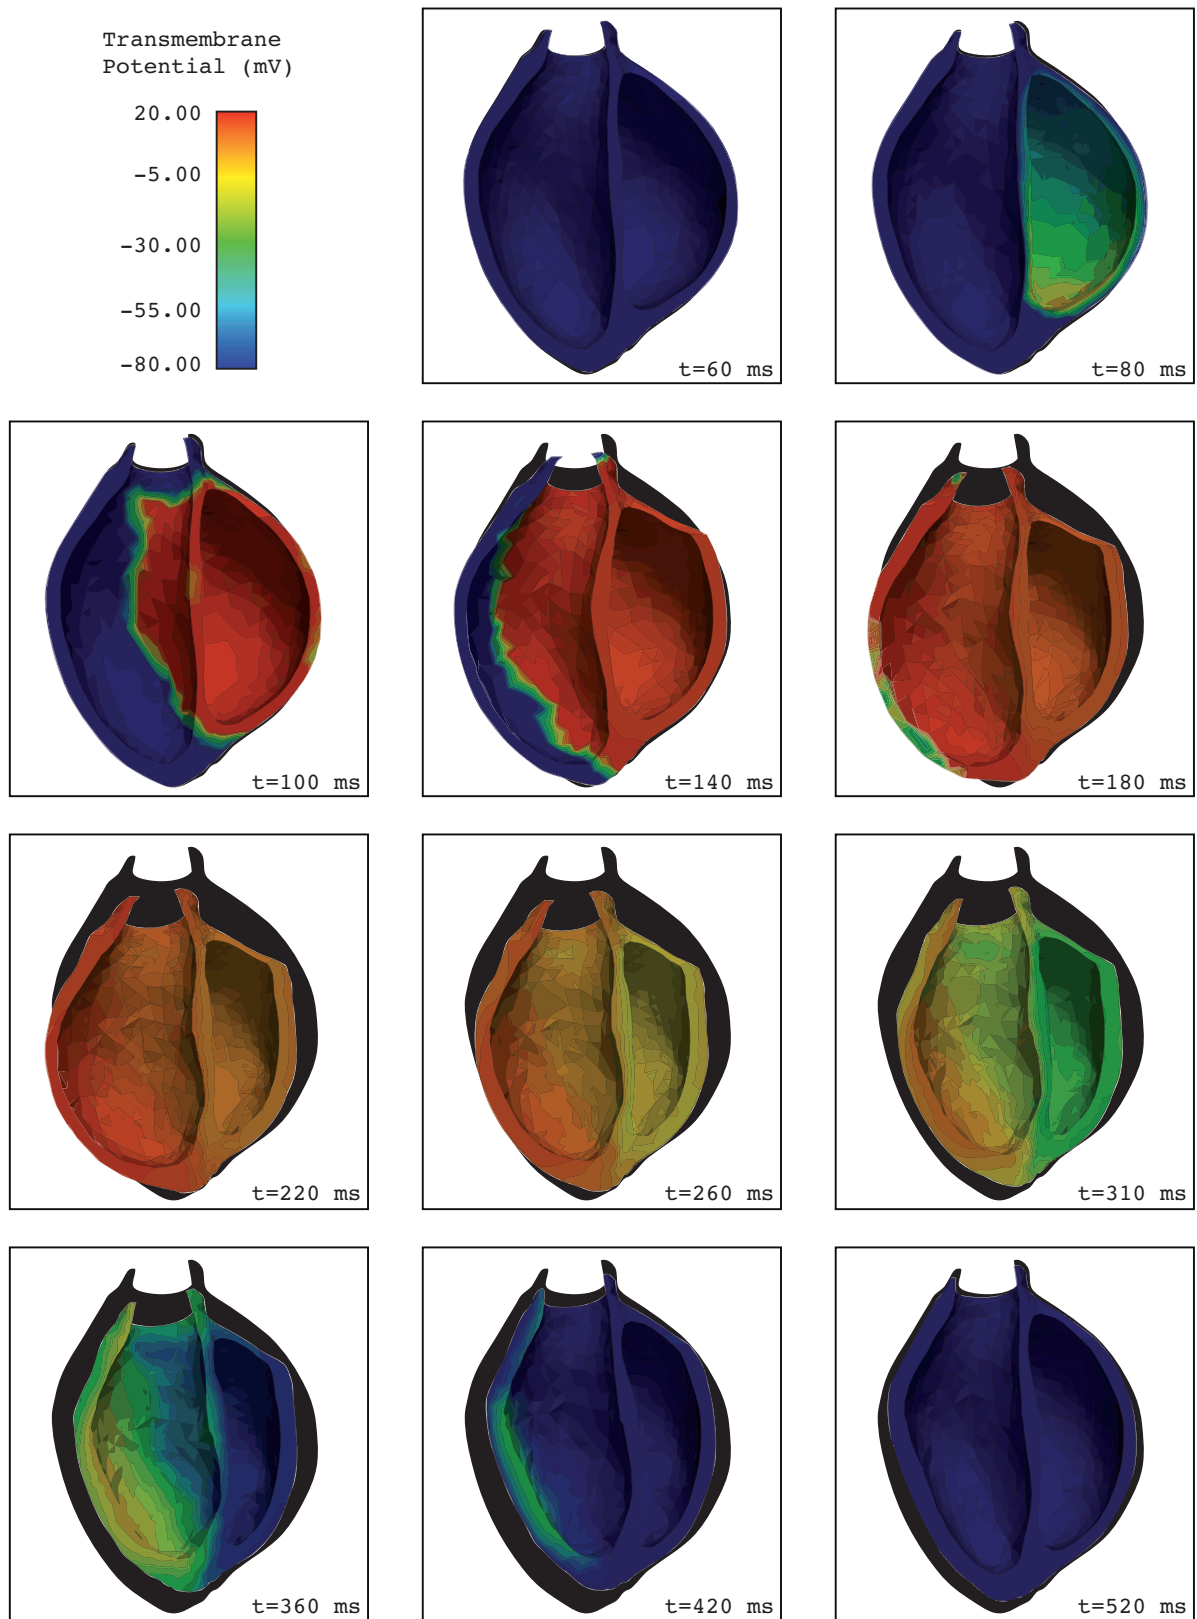 Transmembrane
Potential (mV)
20.00
−5.00
−30.00
−55.00
−80.00
t=60 ms
t=80 ms
t=100 ms
t=140 ms
t=180 ms
t=220 ms
t=260 ms
t=310 ms
t=360 ms
t=420 ms
t=520 ms